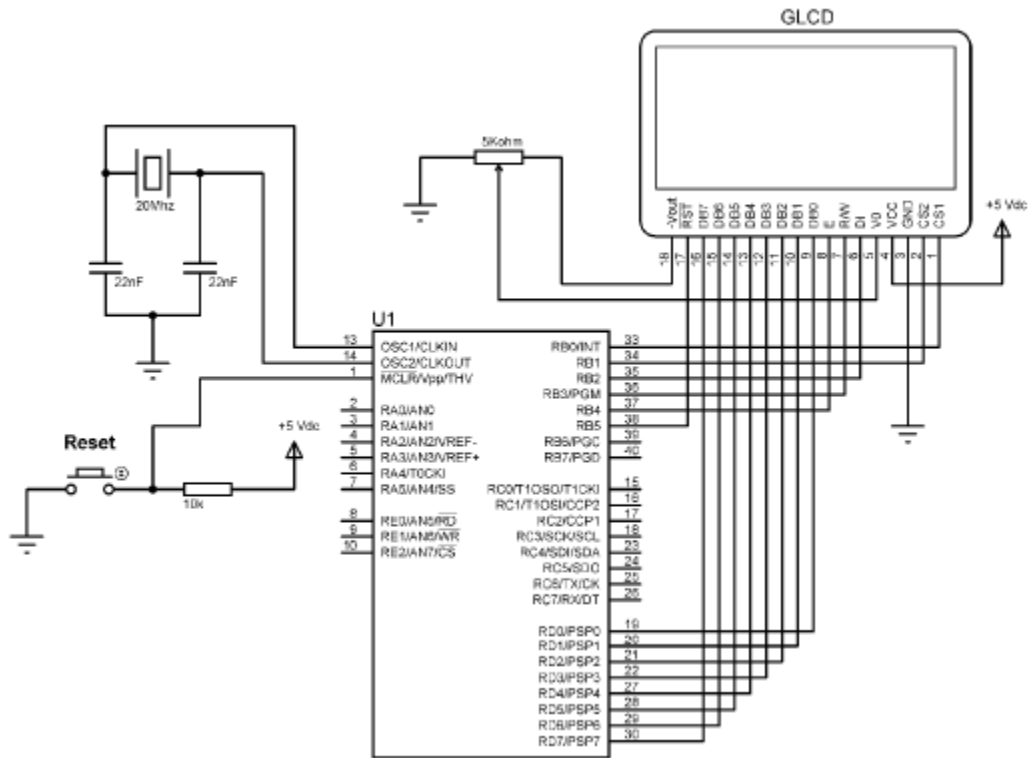 GLCD
5Kohm
20Mhz
22nF
22nF
+5 Vdc
-Vout
RST
DB7
DB6
DB5
DB4
DB3
DB2
DB1
DB0
E
R/W
DI
V0
VCC
GND
CS2
CS1
18
17
16
15
14
13
12
11
10
9
8
7
6
5
4
3
2
1
U1
13 OSC1/CLKIN
14 OSC2/CLKOUT
1 MCLR/Vpp/THV
2 RA0/AN0
3 RA1/AN1
4 RA2/AN2/VREF-
5 RA3/AN3/VREF+
6 RA4/T0CKI
7 RA5/AN4/SS
8 RE0/AN5/RD
9 RE1/AN6/WR
10 RE2/AN7/CS
RB0/INT 33
RB1 34
RB2 35
RB3/PGM 36
RB4 37
RB5 38
RB6/PGC 39
RB7/PGD 40
RC0/T1OSO/T1CKI 15
RC1/T1OSI/CCP2 16
RC2/CCP1 17
RC3/SCK/SCL 18
RC4/SDI/SDA 23
RC5/SDO 24
RC6/TX/CK 25
RC7/RX/DT 26
RD0/PSP0 19
RD1/PSP1 20
RD2/PSP2 21
RD3/PSP3 22
RD4/PSP4 27
RD5/PSP5 28
RD6/PSP6 29
RD7/PSP7 30
Reset
+5 Vdc
10k